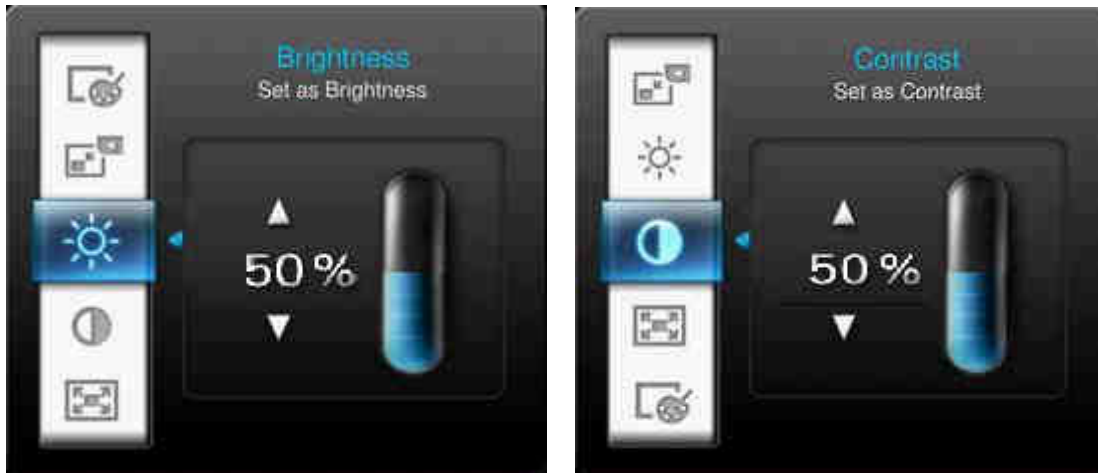 Brightness
Set as Brightness
50 %
Contrast
Set as Contrast
50 %